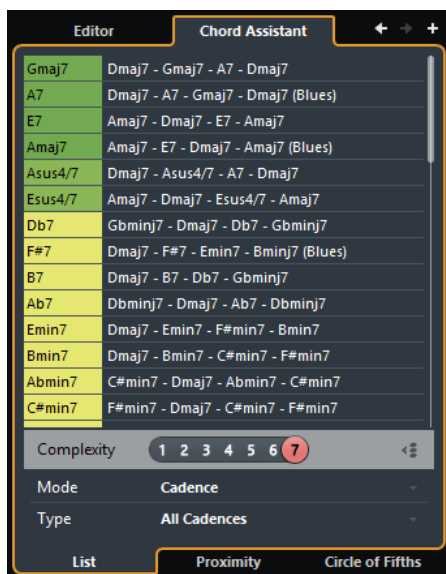 Editor Chord Assistant
Gmaj7 Dmaj7 - Gmaj7 - A7 - Dmaj7
A7 Dmaj7 - A7 - Gmaj7 - Dmaj7 (Blues)
E7 Amaj7 - Dmaj7 - E7 - Amaj7
Amaj7 Amaj7 - E7 - Dmaj7 - Amaj7 (Blues)
Asus4/7 Dmaj7 - Asus4/7 - A7 - Dmaj7
Esus4/7 Amaj7 - Dmaj7 - Esus4/7 - Amaj7
Db7 Gbminj7 - Dmaj7 - Db7 - Gbminj7
F#7 Dmaj7 - F#7 - Emin7 - Bminj7 (Blues)
B7 Dmaj7 - B7 - Db7 - Gbminj7
Ab7 Dbminj7 - Dmaj7 - Ab7 - Dbminj7
Emin7 Dmaj7 - Emin7 - F#min7 - Bmin7
Bmin7 Dmaj7 - Bmin7 - C#min7 - F#min7
Abmin7 C#min7 - Dmaj7 - Abmin7 - C#min7
C#min7 F#min7 - Dmaj7 - C#min7 - F#min7
Complexity 1 2 3 4 5 6 7
Mode Cadence
Type All Cadences
List Proximity Circle of Fifths